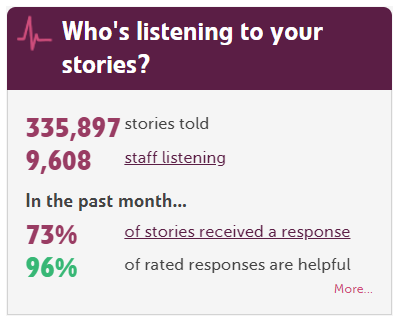 Who's listening to your
stories?
335,897 stories told
9,608 staff listening
In the past month...
73% of stories received a response
96% of rated responses are helpful
More...